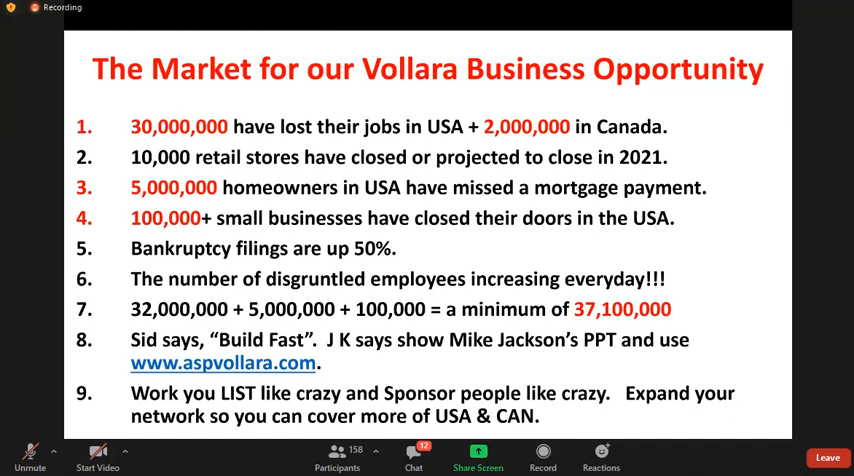 Recording
The Market for our Vollara Business Opportunity
1. 30,000,000 have lost their jobs in USA + 2,000,000 in Canada.
2. 10,000 retail stores have closed or projected to close in 2021.
3. 5,000,000 homeowners in USA have missed a mortgage payment.
4. 100,000+ small businesses have closed their doors in the USA.
5. Bankruptcy filings are up 50%.
6. The number of disgruntled employees increasing everyday!!!
7. 32,000,000 + 5,000,000 + 100,000 = a minimum of 37,100,000
8. Sid says, “Build Fast”.  J K says show Mike Jackson’s PPT and use
www.aspvollara.com.
9. Work you LIST like crazy and Sponsor people like crazy.   Expand your
network so you can cover more of USA & CAN.
158
12
Unmute Start Video Participants Chat Share Screen Record Reactions Leave